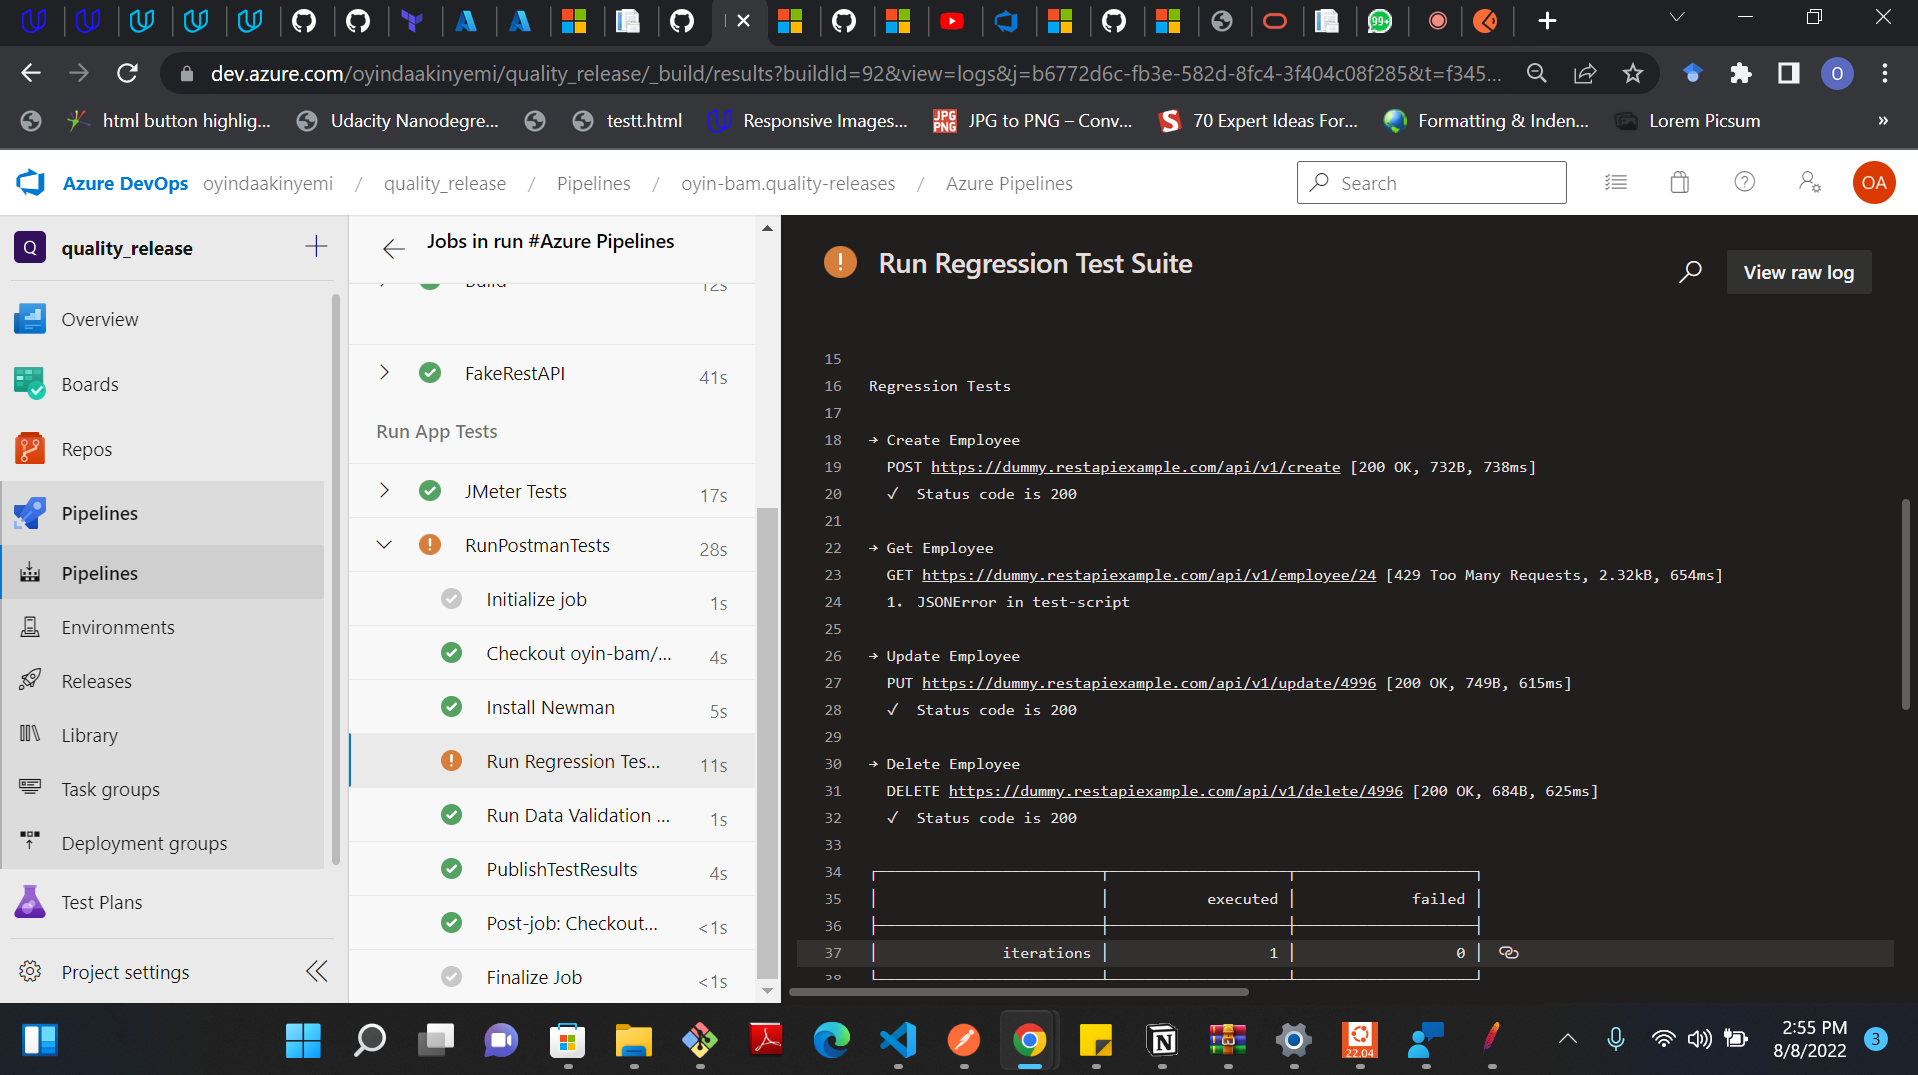 99+
dev.azure.com/oyindaakinyemi/quality_release/_build/results?buildId=92&view=logs&j=b6772d6c-fb3e-582d-8fc4-3f404c08f285&t=f345...
O
html button highlig...
Udacity Nanodegre...
testt.html
Responsive Images...
JPG PNG
JPG to PNG – Conv...
S
70 Expert Ideas For...
Formatting & Inden...
Lorem Picsum
»
Azure DevOps oyindaakinyemi / quality_release / Pipelines / oyin-bam.quality-releases / Azure Pipelines
Search
OA
Q quality_release
Overview
Boards
Repos
Pipelines
Pipelines
Environments
Releases
Library
Task groups
Deployment groups
Test Plans
Project settings
Jobs in run #Azure Pipelines
Build 12s
FakeRestAPI 41s
Run App Tests
JMeter Tests 17s
RunPostmanTests 28s
Initialize job 1s
Checkout oyin-bam/... 4s
Install Newman 5s
Run Regression Tes... 11s
Run Data Validation ... 1s
PublishTestResults 4s
Post-job: Checkout... <1s
Finalize Job <1s
Run Regression Test Suite
View raw log
15
16 Regression Tests
17
18 → Create Employee
19 POST https://dummy.restapiexample.com/api/v1/create [200 OK, 732B, 738ms]
20 √ Status code is 200
21
22 → Get Employee
23 GET https://dummy.restapiexample.com/api/v1/employee/24 [429 Too Many Requests, 2.32kB, 654ms]
24 1. JSONError in test-script
25
26 → Update Employee
27 PUT https://dummy.restapiexample.com/api/v1/update/4996 [200 OK, 749B, 615ms]
28 √ Status code is 200
29
30 → Delete Employee
31 DELETE https://dummy.restapiexample.com/api/v1/delete/4996 [200 OK, 684B, 625ms]
32 √ Status code is 200
33
34
35 executed failed
36
37 iterations 1 0
38
22.04
2:55 PM
8/8/2022
3